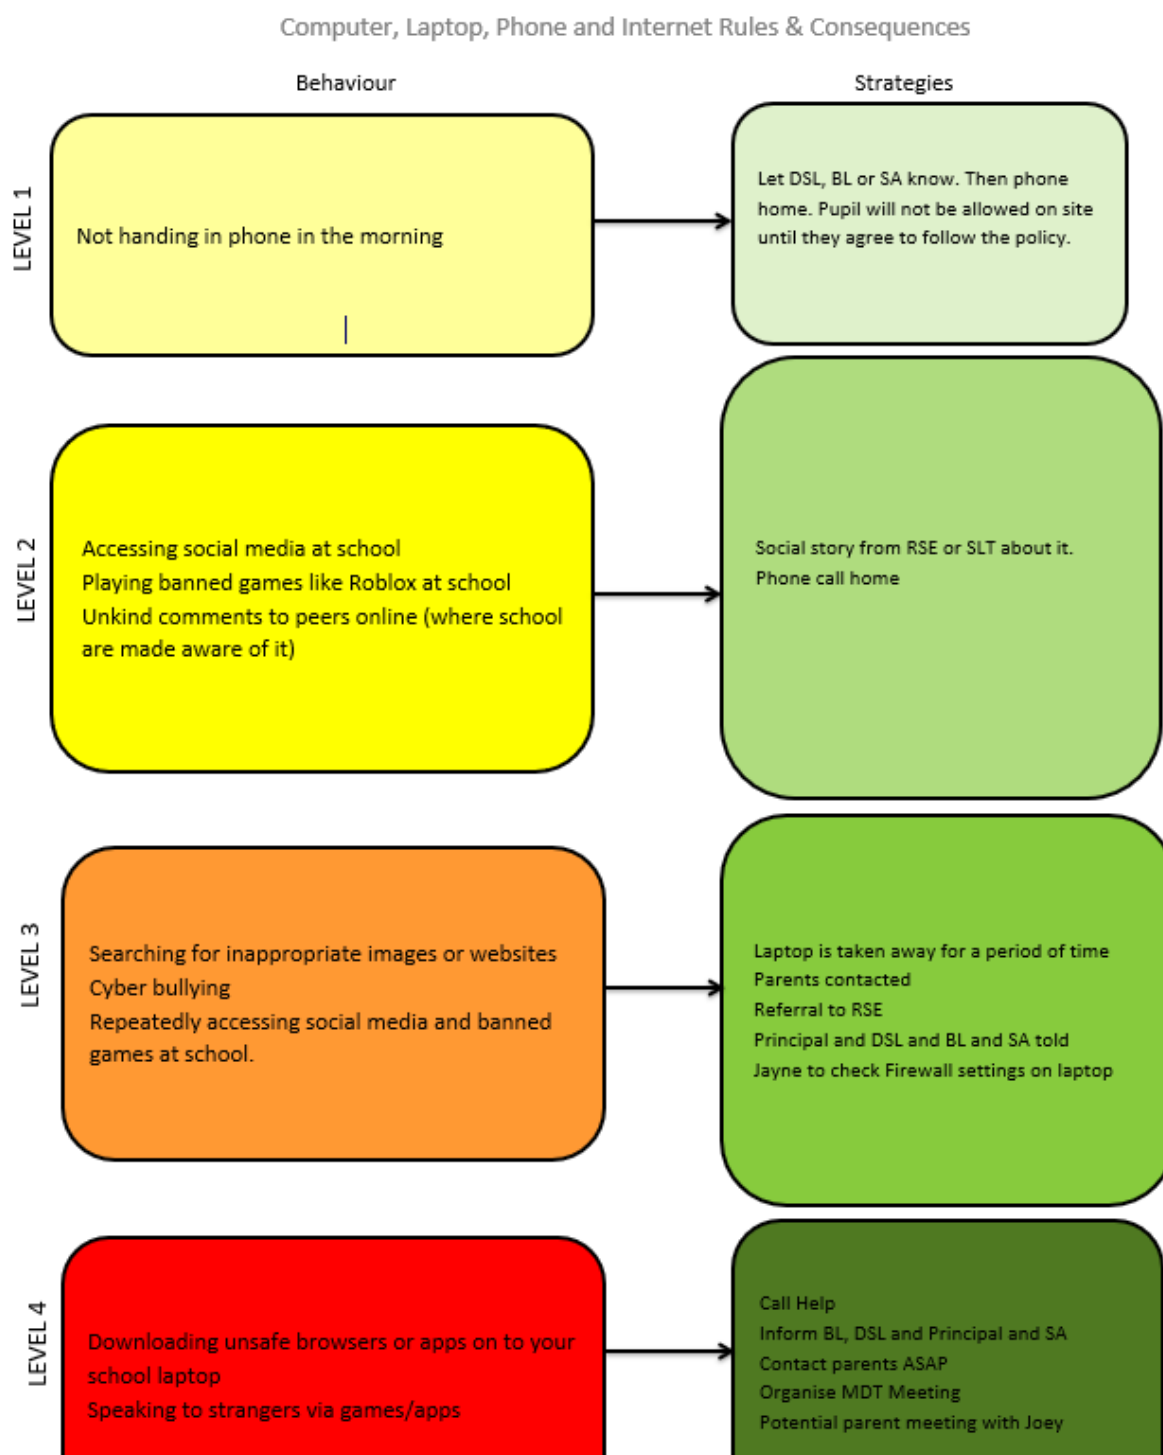 Computer, Laptop, Phone and Internet Rules & Consequences
Behaviour
Strategies
LEVEL 1
Not handing in phone in the morning
Let DSL, BL or SA know. Then phone
home. Pupil will not be allowed on site
until they agree to follow the policy.
LEVEL 2
Accessing social media at school
Playing banned games like Roblox at school
Unkind comments to peers online (where school
are made aware of it)
Social story from RSE or SLT about it.
Phone call home
LEVEL 3
Searching for inappropriate images or websites
Cyber bullying
Repeatedly accessing social media and banned
games at school.
Laptop is taken away for a period of time
Parents contacted
Referral to RSE
Principal and DSL and BL and SA told
Jayne to check Firewall settings on laptop
LEVEL 4
Downloading unsafe browsers or apps on to your
school laptop
Speaking to strangers via games/apps
Call Help
Inform BL, DSL and Principal and SA
Contact parents ASAP
Organise MDT Meeting
Potential parent meeting with Joey